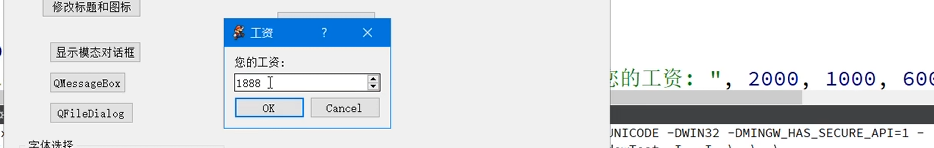 修改标题和图标
工资
?
显示模态对话框
您的工资:
QMessageBox
1888
您的工资: ", 2000, 1000, 600
OK
Cancel
QFileDialog
UNICODE -DWIN32 -DMINGW_HAS_SECURE_API=1 -
字体选择